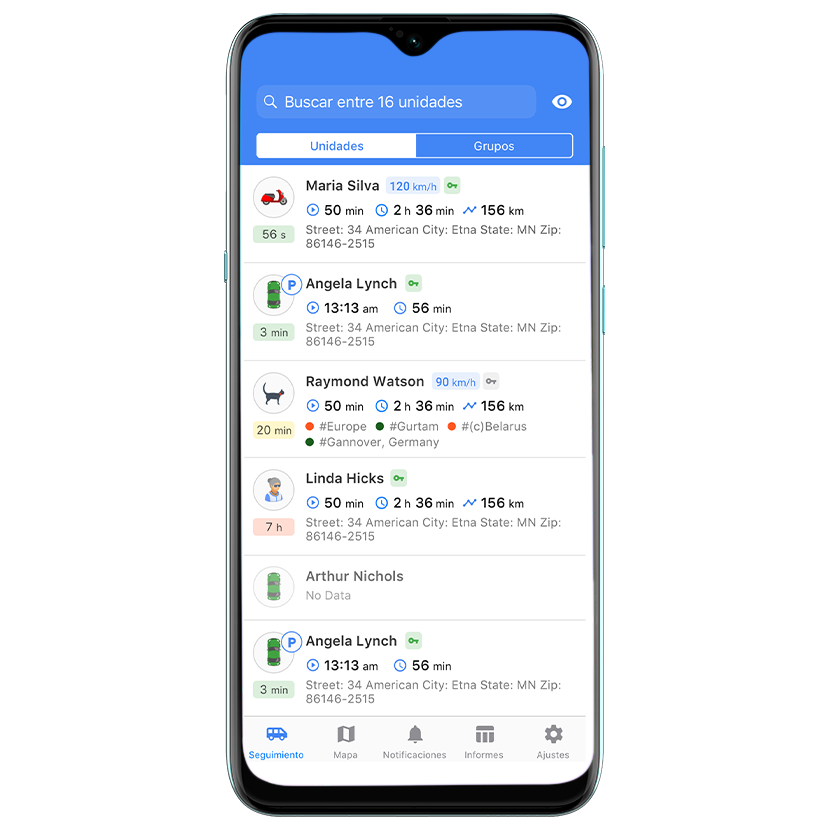 Buscar entre 16 unidades
Unidades
Grupos
Maria Silva 120 km/h
50 min 2 h 36 min 156 km
56 s
Street: 34 American City: Etna State: MN Zip:
86146-2515
P
Angela Lynch
13:13 am 56 min
3 min
Street: 34 American City: Etna State: MN Zip:
86146-2515
Raymond Watson 90 km/h
50 min 2 h 36 min 156 km
20 min
#Europe #Gurtam #(c)Belarus
#Gannover, Germany
Linda Hicks
50 min 2 h 36 min 156 km
7 h
Street: 34 American City: Etna State: MN Zip:
86146-2515
Arthur Nichols
No Data
P
Angela Lynch
13:13 am 56 min
3 min
Street: 34 American City: Etna State: MN Zip:
86146-2515
Seguimiento Mapa Notificaciones Informes Ajustes